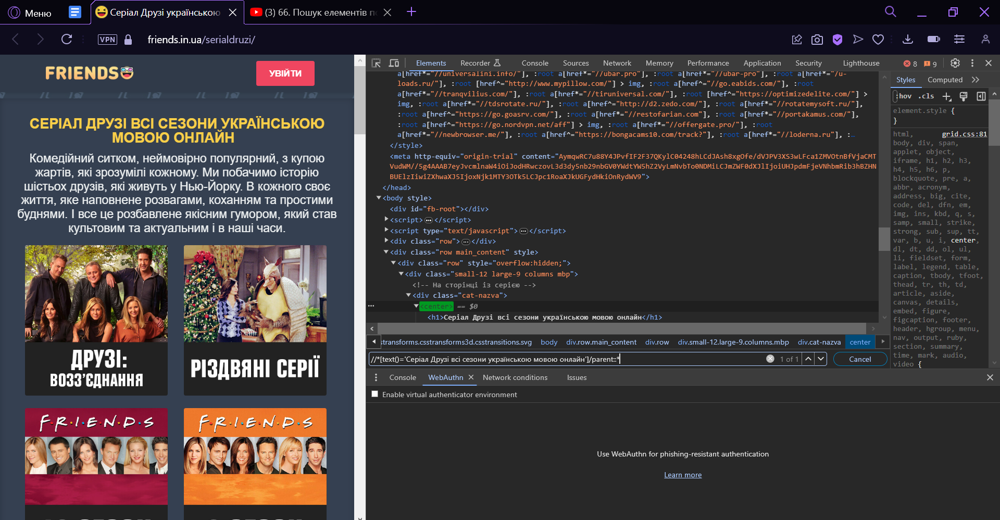 Меню
Серіал Друзі українською
(3) 66. Пошук елементів по
VPN
friends.in.ua/serialdruzi/
FRIENDS
УВІЙТИ
СЕРІАЛ ДРУЗІ ВСІ СЕЗОНИ УКРАЇНСЬКОЮ
МОВОЮ ОНЛАЙН
Комедійний ситком, неймовірно популярний, з купою
жартів, які зрозумілі кожному. Ми побачимо історію
шістьох друзів, які живуть у Нью-Йорку. В кожного своє
життя, яке наповнене розвагами, коханням та простими
буднями. І все це розбавлене якісним гумором, який став
культовим та актуальним і в наші часи.
ДРУЗІ:
ВОЗЗ'ЄДНАННЯ
РІЗДВЯНІ СЕРІЇ
F·R·I·E·N·D·S
F·R·I·E·N·D·S
Elements
Recorder
Console
Sources
Network
Memory
Performance
Application
Security
Lighthouse
8
9
a[href*="//universalini.info/"], :root a[href*="//ubar.pro"], :root a[href*="//ubar-pro"], :root a[href*="/u-
loads.ru/"], :root [href^="http://www.mypillow.com/"] > img, :root a[href^="//go.eabids.com/"], :root
a[href*="//tranqvilius.com/"], :root a[href*="//tiruniversal.com/"], :root [href^="https://optimizedelite.com/"] >
img, :root a[href*="//tdsrotate.ru/"], :root a[href^="http://d2.zedo.com/"], :root a[href*="//rotatemysoft.ru/"],
:root a[href^="https://go.goasrv.com/"], :root a[href*="//restofarian.com"], :root a[href*="//portakamus.com/"],
:root a[href^="https://go.nordvpn.net/aff"] > img, :root a[href*="//offergate.pro/"], :root
a[href*="//newbrowser.me/"], :root a[href^="https://bongacams10.com/track?"], :root a[href*="//loderna.ru"], :…
</style>
<meta http-equiv="origin-trial" content="AymqwRC7u88Y4JPvfIF2F37QKylC04248hLCdJAsh8xgOfe/dVJPV3XS3wLFca1ZMVOtnBfVjaCMT
VudWM//5g4AAAB7eyJvcmlnaW4iOiJodHRwczovL3d3dy5nb29nbGV0YWdtYW5hZ2VyLmNvbTo0NDMiLCJmZWF0dXJlIjoiUHJpdmFjeVNhbmRib3hBZHN
BUElzIiwiZXhwaXJ5IjoxNjk1MTY3OTk5LCJpc1RoaXJkUGFydHkiOnRydWV9">
</head>
<body style>
<div id="fb-root"></div>
<script>…</script>
<script type="text/javascript">…</script>
<div class="row">…</div>
<div class="row main_content" style>
<div class="row" style="overflow:hidden;">
<div class="small-12 large-9 columns mbp">
<!-- На сторінці із серією -->
<div class="cat-nazva">
<center> == $0
<h1>Серіал Друзі всі сезони українською мовою онлайн</h1>
stransforms.csstransforms3d.csstransitions.svg
body
div.row.main_content
div.row
div.small-12.large-9.columns.mbp
div.cat-nazva
center
//*[text()='Серіал Друзі всі сезони українською мовою онлайн']/parent::*
1 of 1
Cancel
Styles
Computed
:hov
.cls
element.style {
}
html, grid.css:81
body, div, span,
applet, object,
iframe, h1, h2, h3,
h4, h5, h6, p,
blockquote, pre, a,
abbr, acronym,
address, big, cite,
code, del, dfn, em,
img, ins, kbd, q, s,
samp, small, strike,
strong, sub, sup, tt,
var, b, u, i, center,
dl, dt, dd, ol, ul,
li, fieldset, form,
label, legend, table,
caption, tbody, tfoot,
thead, tr, th, td,
article, aside,
canvas, details,
embed, figure,
figcaption, footer,
header, hgroup, menu,
nav, output, ruby,
section, summary,
time, mark, audio,
video {
Console
WebAuthn
Network conditions
Issues
Enable virtual authenticator environment
Use WebAuthn for phishing-resistant authentication
Learn more